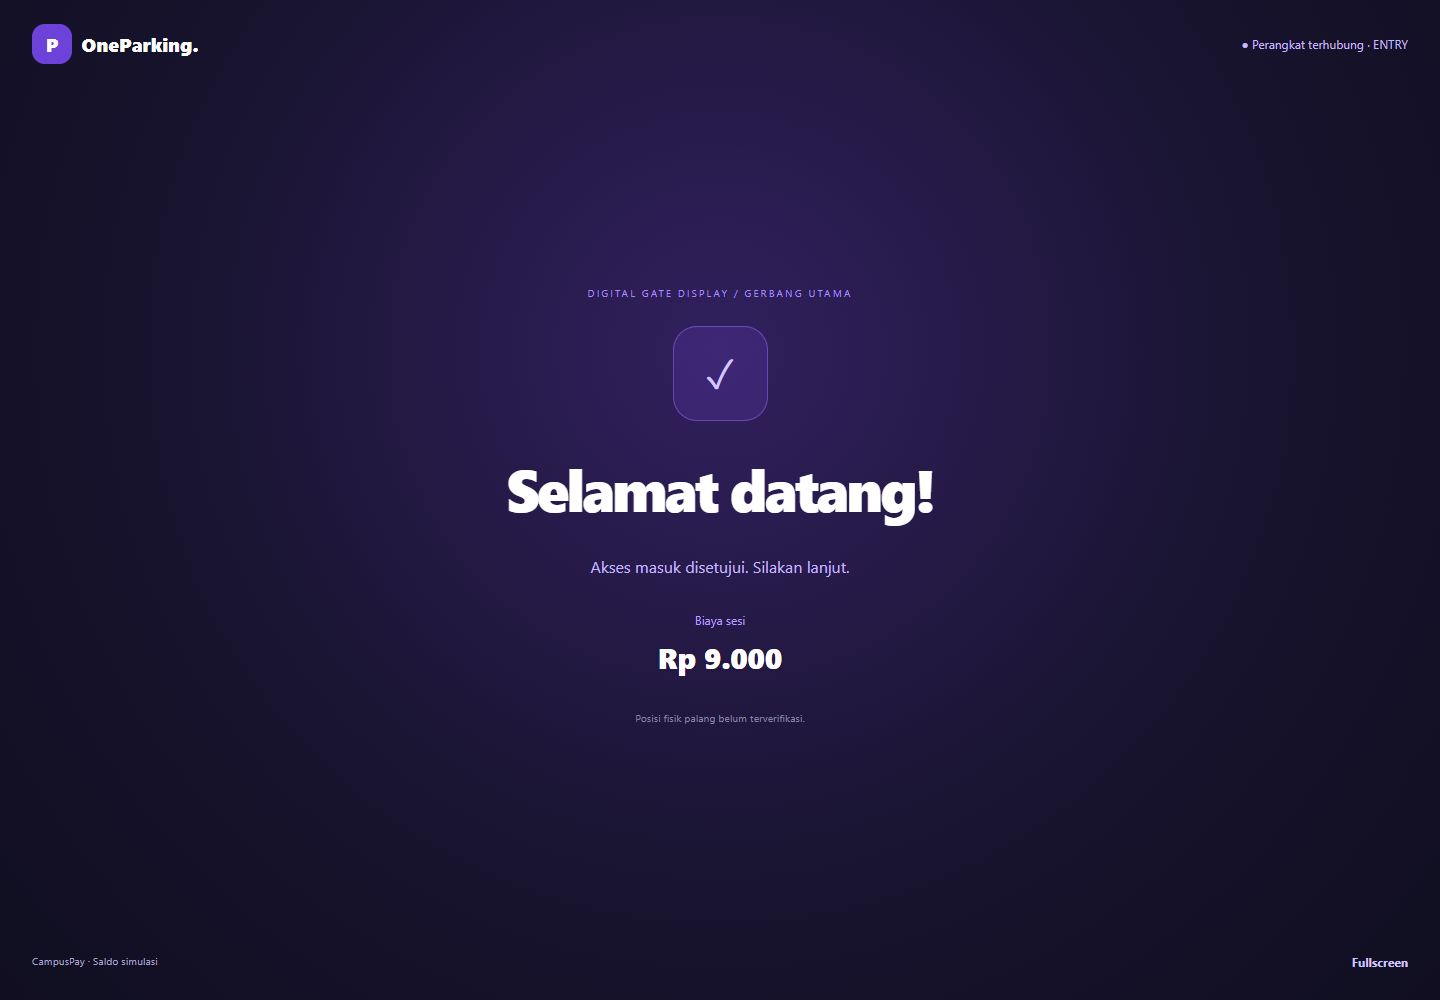 P OneParking.
• Perangkat terhubung · ENTRY
DIGITAL GATE DISPLAY / GERBANG UTAMA
✓
Selamat datang!
Akses masuk disetujui. Silakan lanjut.
Biaya sesi
Rp 9.000
Posisi fisik palang belum terverifikasi.
CampusPay · Saldo simulasi
Fullscreen